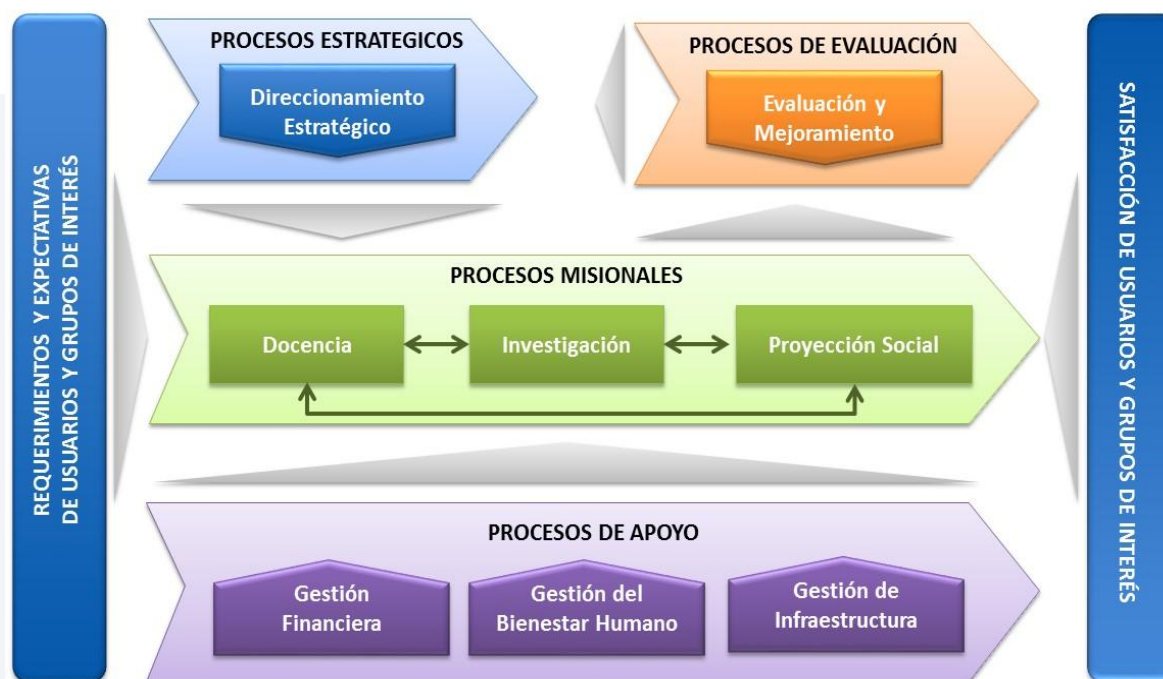 REQUERIMIENTOS Y EXPECTATIVAS
DE USUARIOS Y GRUPOS DE INTERÉS
PROCESOS ESTRATEGICOS
Direccionamiento
Estratégico
PROCESOS DE EVALUACIÓN
Evaluación y
Mejoramiento
PROCESOS MISIONALES
Docencia
Investigación
Proyección Social
PROCESOS DE APOYO
Gestión
Financiera
Gestión del
Bienestar Humano
Gestión de
Infraestructura
SATISFACCIÓN DE USUARIOS Y GRUPOS DE INTERÉS